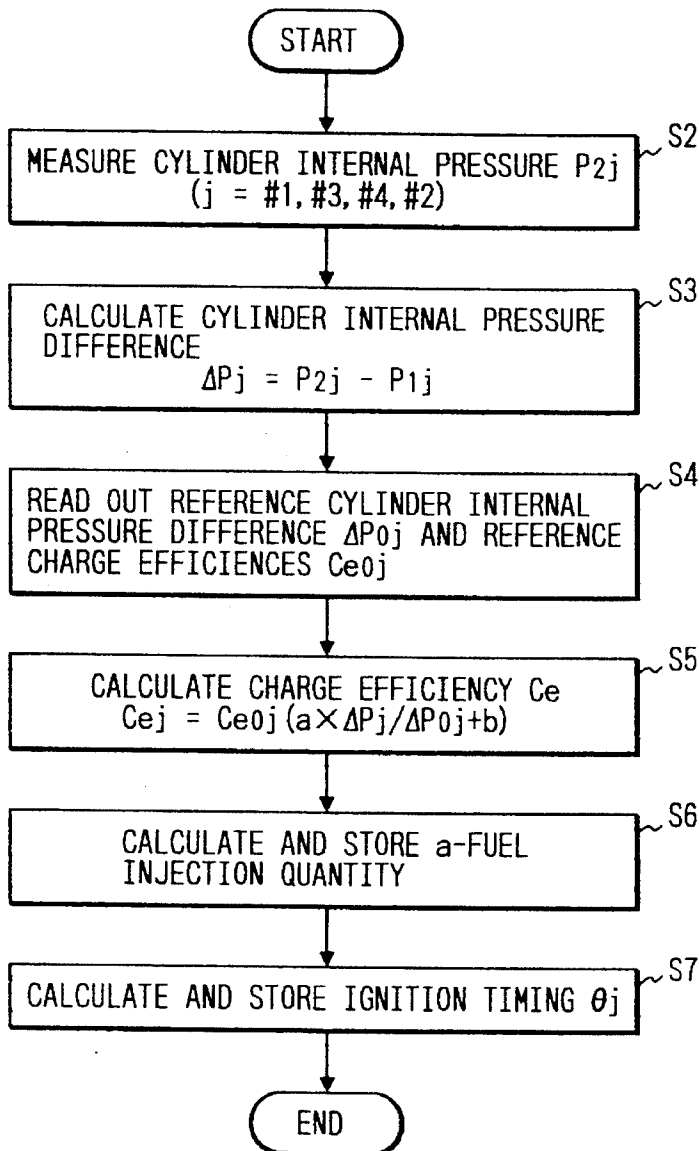 START
S2
MEASURE CYLINDER INTERNAL PRESSURE P2j
(j = #1, #3, #4, #2)
S3
CALCULATE CYLINDER INTERNAL PRESSURE
DIFFERENCE
ΔPj = P2j - P1j
S4
READ OUT REFERENCE CYLINDER INTERNAL
PRESSURE DIFFERENCE ΔP0j AND REFERENCE
CHARGE EFFICIENCES Ce0j
S5
CALCULATE CHARGE EFFICIENCY Ce
Cej = Ce0j(a×ΔPj/ΔP0j+b)
S6
CALCULATE AND STORE a-FUEL
INJECTION QUANTITY
S7
CALCULATE AND STORE IGNITION TIMING θj
END